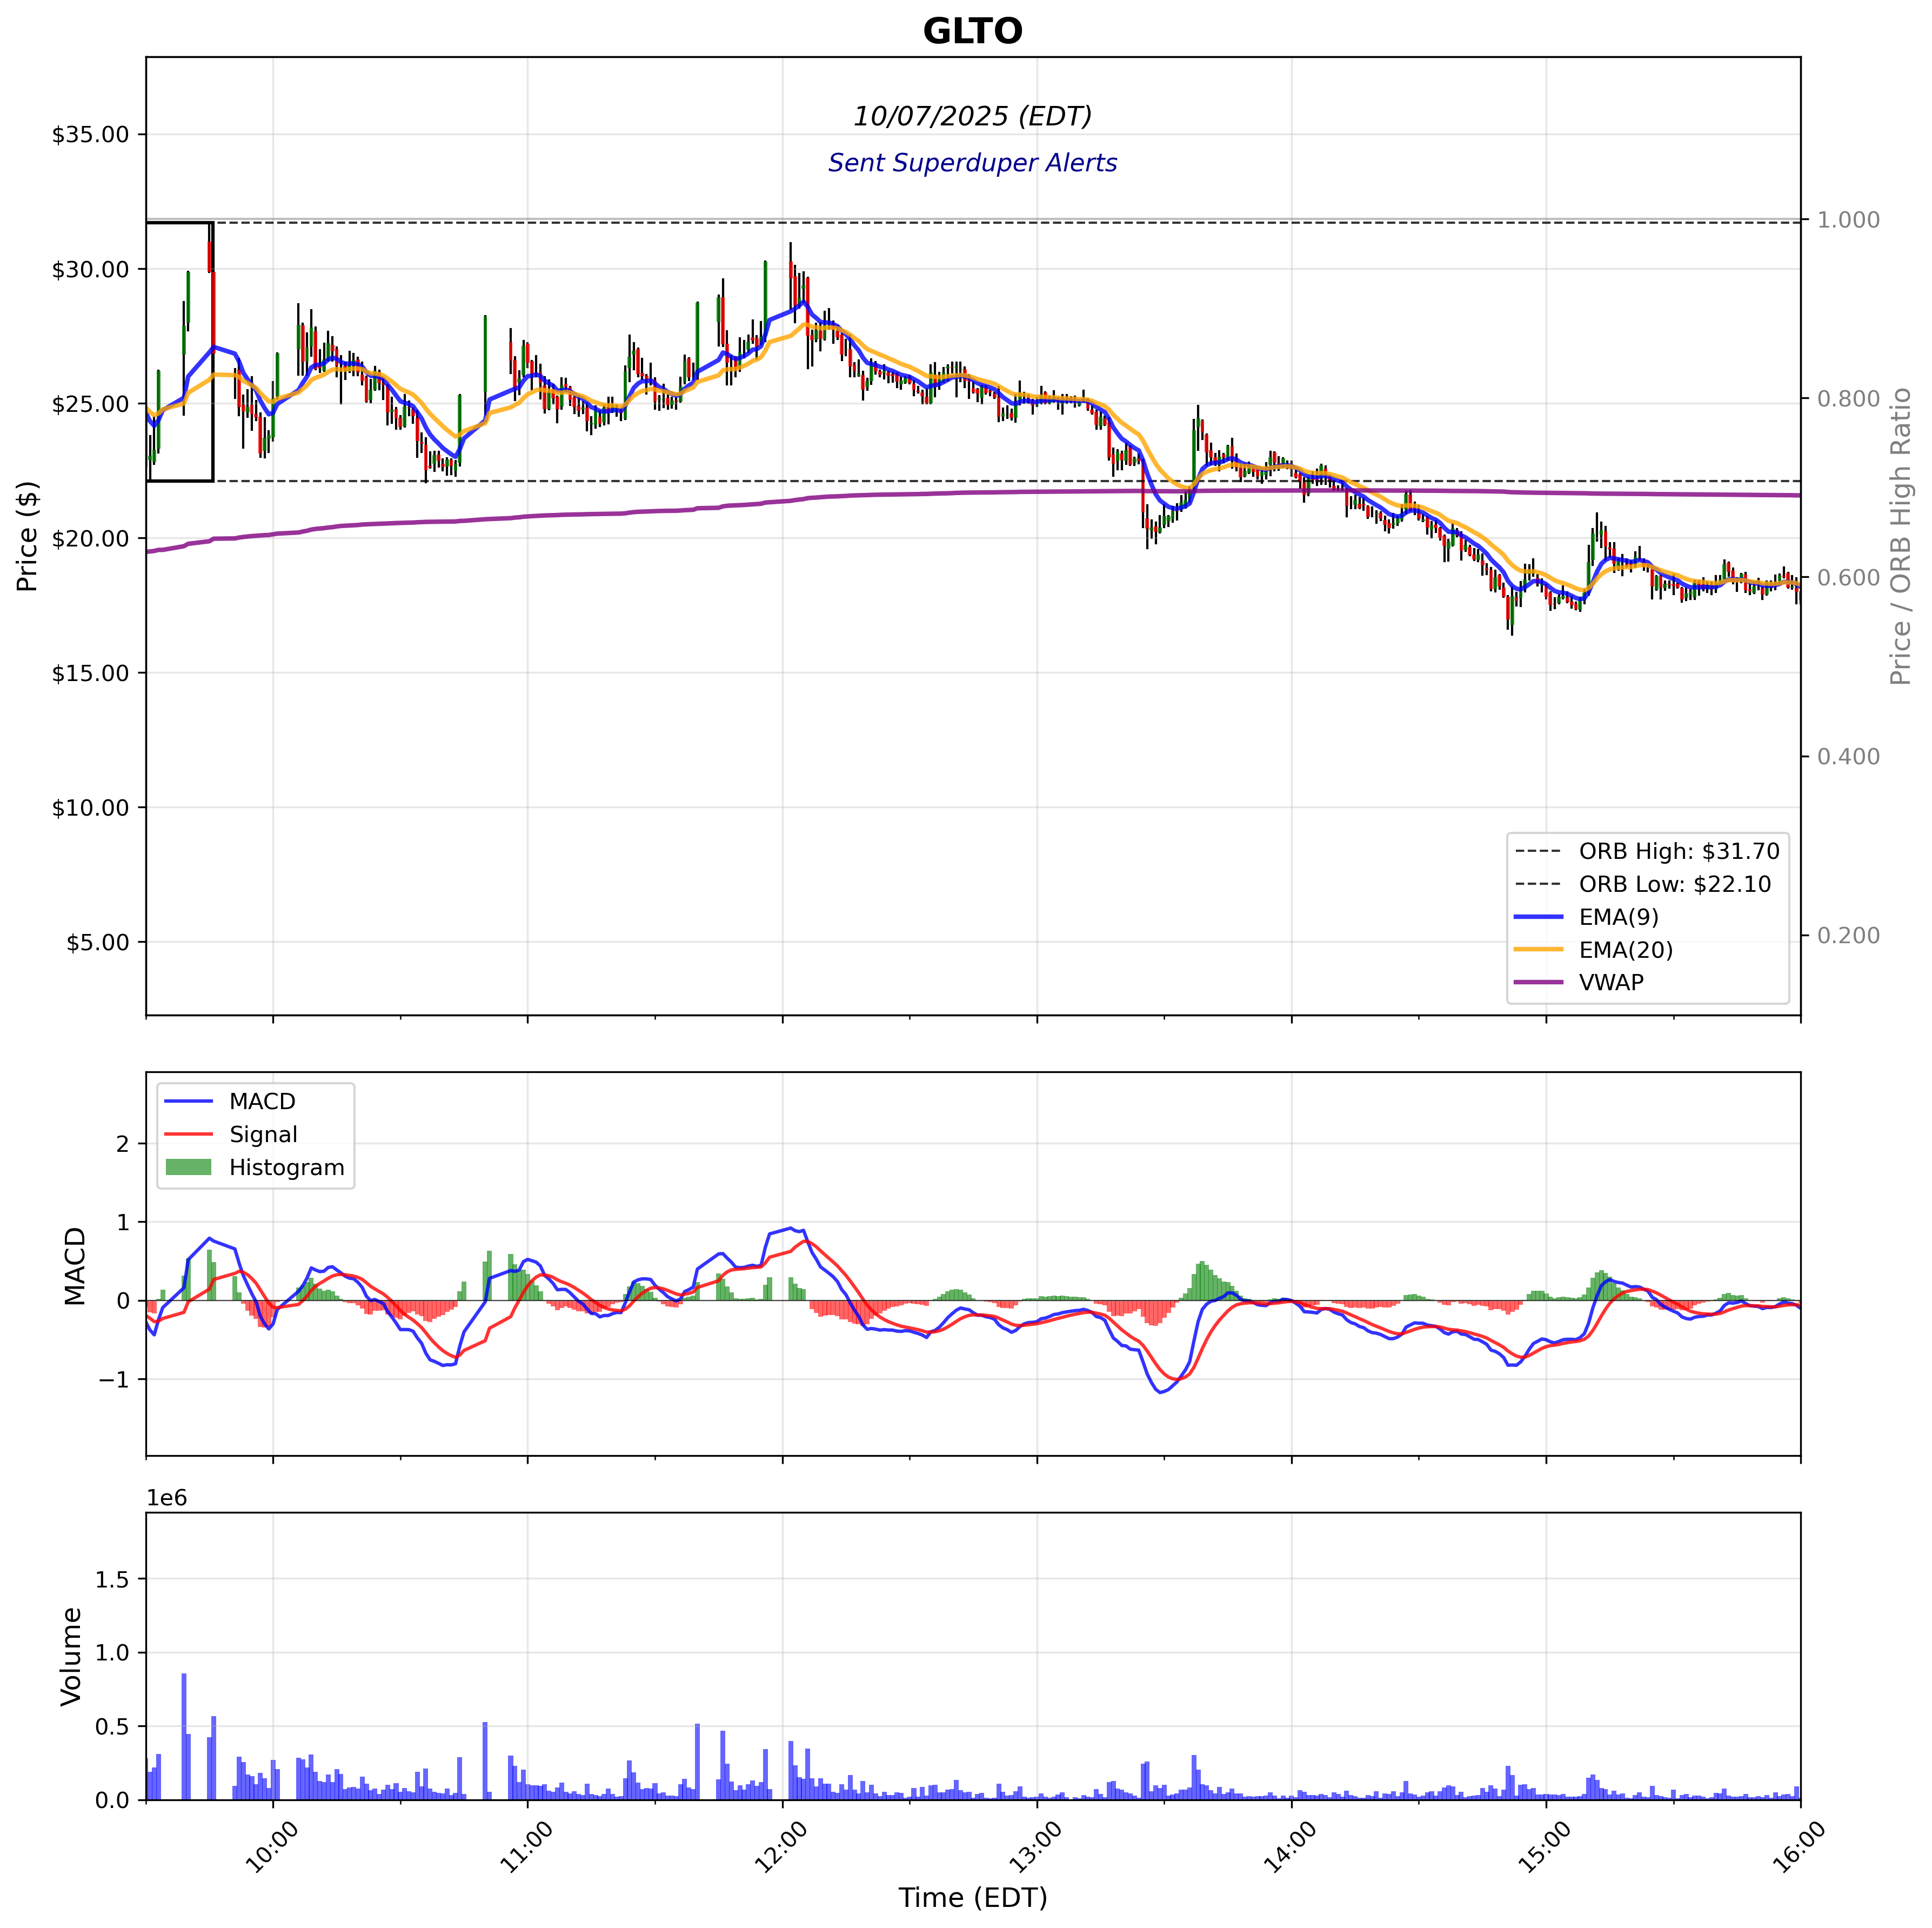 GLTO
10/07/2025 (EDT)
Sent Superduper Alerts
$35.00
$30.00
$25.00
$20.00
$15.00
$10.00
$5.00
Price ($)
1.000
0.800
0.600
0.400
0.200
Price / ORB High Ratio
ORB High: $31.70
ORB Low: $22.10
EMA(9)
EMA(20)
VWAP
MACD
Signal
Histogram
2
1
0
−1
MACD
1e6
1.5
1.0
0.5
0.0
Volume
10:00
11:00
12:00
13:00
14:00
15:00
16:00
Time (EDT)